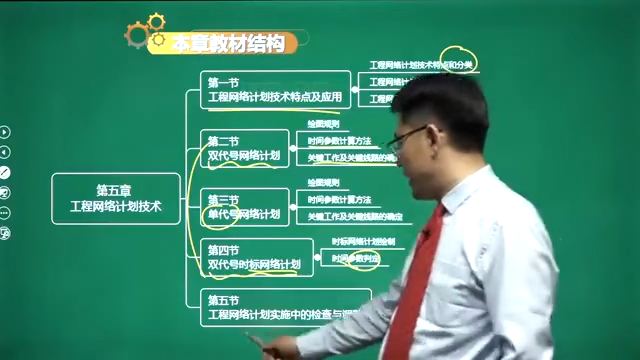 本章教材结构
第五章
工程网络计划技术
第一节
工程网络计划技术特点及应用
工程网络计划技术特点和分类
第二节
双代号网络计划
绘图规则
时间参数计算方法
关键工作及关键线路的确
第三节
单代号网络计划
绘图规则
时间参数计算方法
关键工作及关键线路的确定
第四节
双代号时标网络计划
时标网络计划绘制
时间参数判定
第五节
工程网络计划实施中的检查与